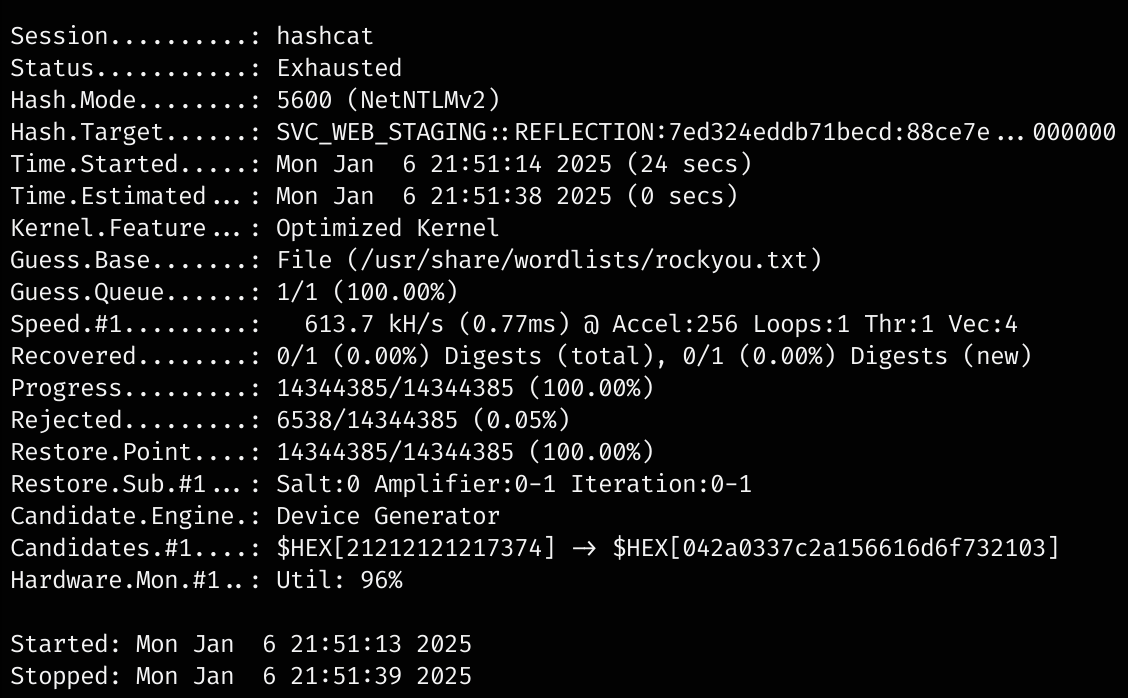 Session..........: hashcat
Status...........: Exhausted
Hash.Mode........: 5600 (NetNTLMv2)
Hash.Target......: SVC_WEB_STAGING::REFLECTION:7ed324eddb71becd:88ce7e...000000
Time.Started.....: Mon Jan  6 21:51:14 2025 (24 secs)
Time.Estimated...: Mon Jan  6 21:51:38 2025 (0 secs)
Kernel.Feature...: Optimized Kernel
Guess.Base.......: File (/usr/share/wordlists/rockyou.txt)
Guess.Queue......: 1/1 (100.00%)
Speed.#1.........:   613.7 kH/s (0.77ms) @ Accel:256 Loops:1 Thr:1 Vec:4
Recovered........: 0/1 (0.00%) Digests (total), 0/1 (0.00%) Digests (new)
Progress.........: 14344385/14344385 (100.00%)
Rejected.........: 6538/14344385 (0.05%)
Restore.Point....: 14344385/14344385 (100.00%)
Restore.Sub.#1...: Salt:0 Amplifier:0-1 Iteration:0-1
Candidate.Engine.: Device Generator
Candidates.#1....: $HEX[21212121217374] -> $HEX[042a0337c2a156616d6f732103]
Hardware.Mon.#1..: Util: 96%

Started: Mon Jan  6 21:51:13 2025
Stopped: Mon Jan  6 21:51:39 2025